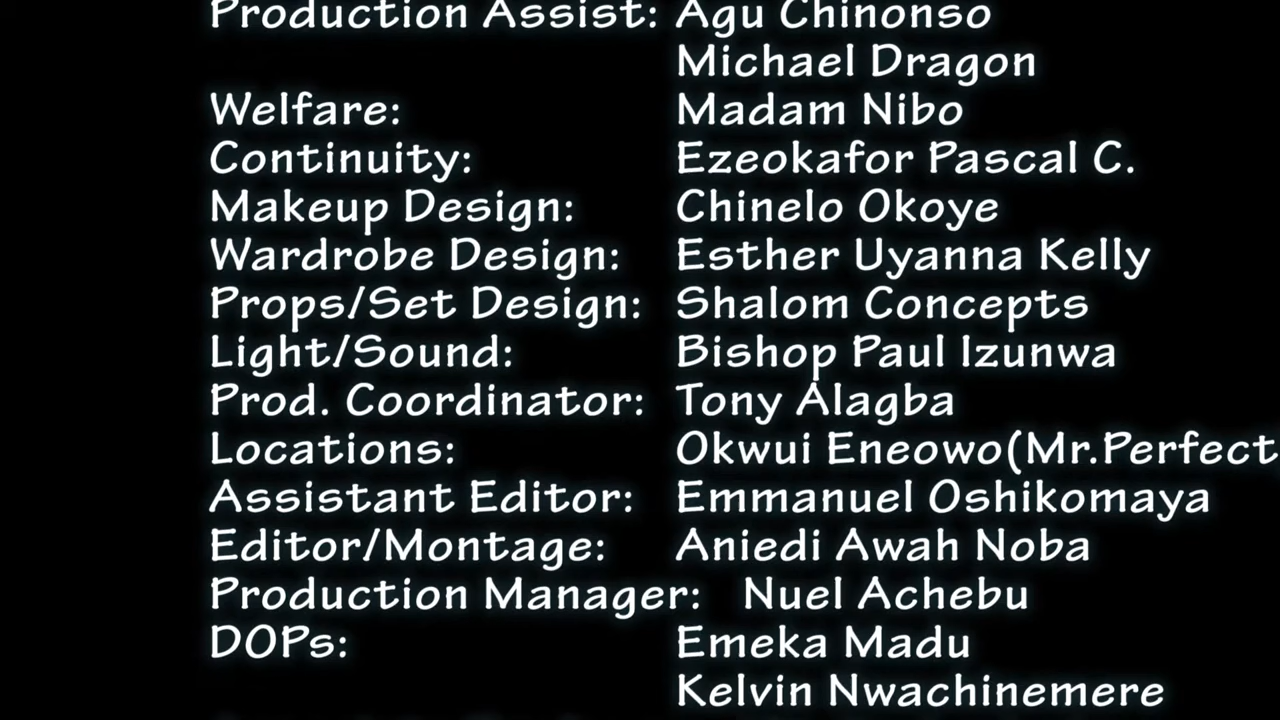 Production Assist: Agu Chinonso
Michael Dragon
Welfare: Madam Nibo
Continuity: Ezeokafor Pascal C.
Makeup Design: Chinelo Okoye
Wardrobe Design: Esther Uyanna Kelly
Props/Set Design: Shalom Concepts
Light/Sound: Bishop Paul Izunwa
Prod. Coordinator: Tony Alagba
Locations: Okwui Eneowo(Mr.Perfect
Assistant Editor: Emmanuel Oshikomaya
Editor/Montage: Aniedi Awah Noba
Production Manager: Nuel Achebu
DOPs: Emeka Madu
Kelvin Nwachinemere